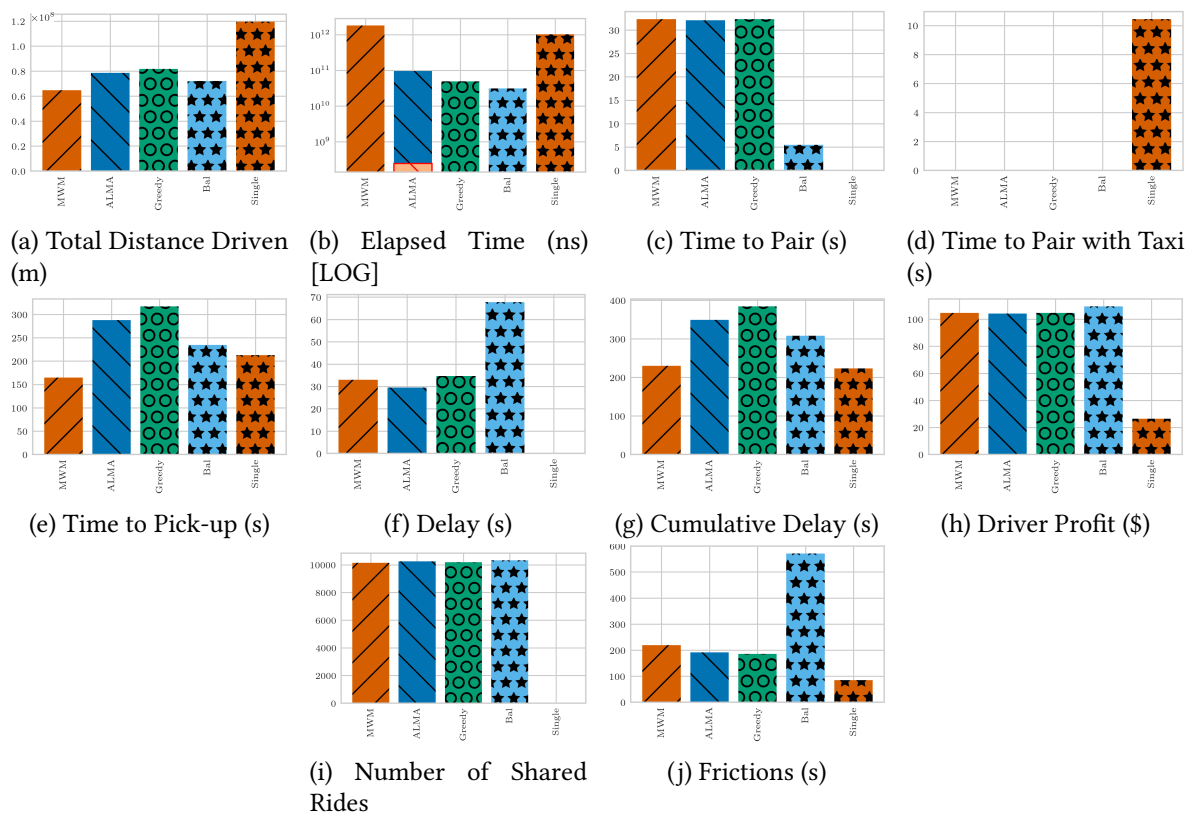 ×10⁸
1.2
1.0
0.8
0.6
0.4
0.2
0.0
MWM
ALMA
Greedy
Bal
Single
(a) Total Distance Driven
(m)
10¹²
10¹¹
10¹⁰
10⁹
MWM
ALMA
Greedy
Bal
Single
(b) Elapsed Time (ns)
[LOG]
30
25
20
15
10
5
0
MWM
ALMA
Greedy
Bal
Single
(c) Time to Pair (s)
10
8
6
4
2
0
MWM
ALMA
Greedy
Bal
Single
(d) Time to Pair with Taxi
(s)
300
250
200
150
100
50
0
MWM
ALMA
Greedy
Bal
Single
(e) Time to Pick-up (s)
70
60
50
40
30
20
10
0
MWM
ALMA
Greedy
Bal
Single
(f) Delay (s)
400
300
200
100
0
MWM
ALMA
Greedy
Bal
Single
(g) Cumulative Delay (s)
100
80
60
40
20
0
MWM
ALMA
Greedy
Bal
Single
(h) Driver Profit ($)
10000
8000
6000
4000
2000
0
MWM
ALMA
Greedy
Bal
Single
(i) Number of Shared
Rides
600
500
400
300
200
100
0
MWM
ALMA
Greedy
Bal
Single
(j) Frictions (s)